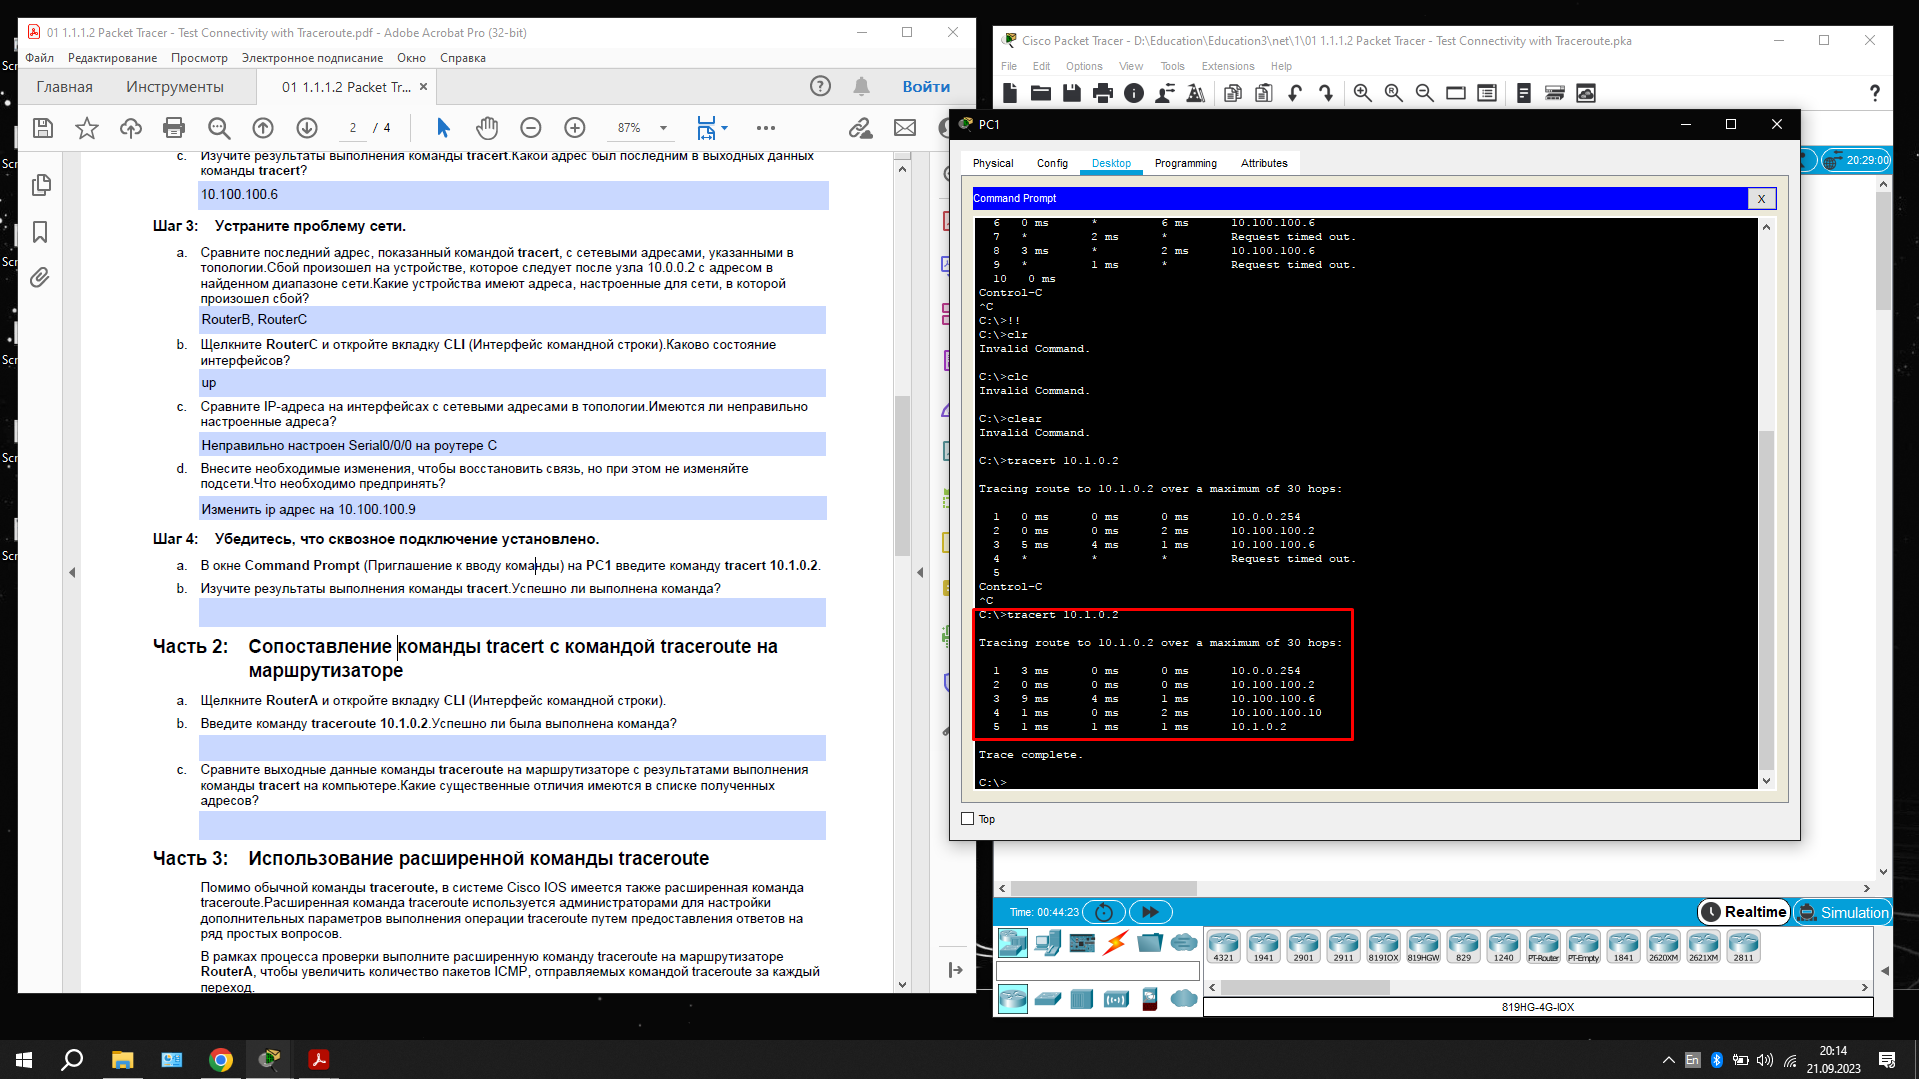 01 1.1.1.2 Packet Tracer - Test Connectivity with Traceroute.pdf - Adobe Acrobat Pro (32-bit)
Файл Редактирование Просмотр Электронное подписание Окно Справка
Главная Инструменты 01 1.1.1.2 Packet Tr... × Войти
2 / 4 87%
c. Изучите результаты выполнения команды tracert.Какой адрес был последним в выходных данных
команды tracert?
10.100.100.6
Шаг 3: Устраните проблему сети.
a. Сравните последний адрес, показанный командой tracert, с сетевыми адресами, указанными в
топологии.Сбой произошел на устройстве, которое следует после узла 10.0.0.2 с адресом в
найденном диапазоне сети.Какие устройства имеют адреса, настроенные для сети, в которой
произошел сбой?
RouterB, RouterC
b. Щелкните RouterC и откройте вкладку CLI (Интерфейс командной строки).Каково состояние
интерфейсов?
up
c. Сравните IP-адреса на интерфейсах с сетевыми адресами в топологии.Имеются ли неправильно
настроенные адреса?
Неправильно настроен Serial0/0/0 на роутере C
d. Внесите необходимые изменения, чтобы восстановить связь, но при этом не изменяйте
подсети.Что необходимо предпринять?
Изменить ip адрес на 10.100.100.9
Шаг 4: Убедитесь, что сквозное подключение установлено.
a. В окне Command Prompt (Приглашение к вводу команды) на PC1 введите команду tracert 10.1.0.2.
b. Изучите результаты выполнения команды tracert.Успешно ли выполнена команда?
Часть 2: Сопоставление команды tracert с командой traceroute на
маршрутизаторе
a. Щелкните RouterA и откройте вкладку CLI (Интерфейс командной строки).
b. Введите команду traceroute 10.1.0.2.Успешно ли была выполнена команда?
c. Сравните выходные данные команды traceroute на маршрутизаторе с результатами выполнения
команды tracert на компьютере.Какие существенные отличия имеются в списке полученных
адресов?
Часть 3: Использование расширенной команды traceroute
Помимо обычной команды traceroute, в системе Cisco IOS имеется также расширенная команда
traceroute.Расширенная команда traceroute используется администраторами для настройки
дополнительных параметров выполнения операции traceroute путем предоставления ответов на
ряд простых вопросов.
В рамках процесса проверки выполните расширенную команду traceroute на маршрутизаторе
RouterA, чтобы увеличить количество пакетов ICMP, отправляемых командой traceroute за каждый
переход.
Cisco Packet Tracer - D:\Education\Education3\net\1\01 1.1.1.2 Packet Tracer - Test Connectivity with Traceroute.pka
File Edit Options View Tools Extensions Help
20:29:00
PC1
Physical Config Desktop Programming Attributes
Command Prompt X
6 0 ms * 6 ms 10.100.100.6
7 * 2 ms * Request timed out.
8 3 ms * 2 ms 10.100.100.6
9 * 1 ms * Request timed out.
10 0 ms
Control-C
^C
C:\>!!
C:\>clr
Invalid Command.
C:\>clc
Invalid Command.
C:\>clear
Invalid Command.
C:\>tracert 10.1.0.2
Tracing route to 10.1.0.2 over a maximum of 30 hops:
1 0 ms 0 ms 0 ms 10.0.0.254
2 0 ms 0 ms 2 ms 10.100.100.2
3 5 ms 4 ms 1 ms 10.100.100.6
4 * * * Request timed out.
5
Control-C
^C
C:\>tracert 10.1.0.2
Tracing route to 10.1.0.2 over a maximum of 30 hops:
1 3 ms 0 ms 0 ms 10.0.0.254
2 0 ms 0 ms 0 ms 10.100.100.2
3 9 ms 4 ms 1 ms 10.100.100.6
4 1 ms 0 ms 2 ms 10.100.100.10
5 1 ms 1 ms 1 ms 10.1.0.2
Trace complete.
C:\>
Top
Time: 00:44:23 Realtime Simulation
4321 1941 2901 2911 819IOX 819HGW 829 1240 PT-Router PT-Empty 1841 2620XM 2621XM 2811
819HG-4G-IOX
En 20:14
21.09.2023